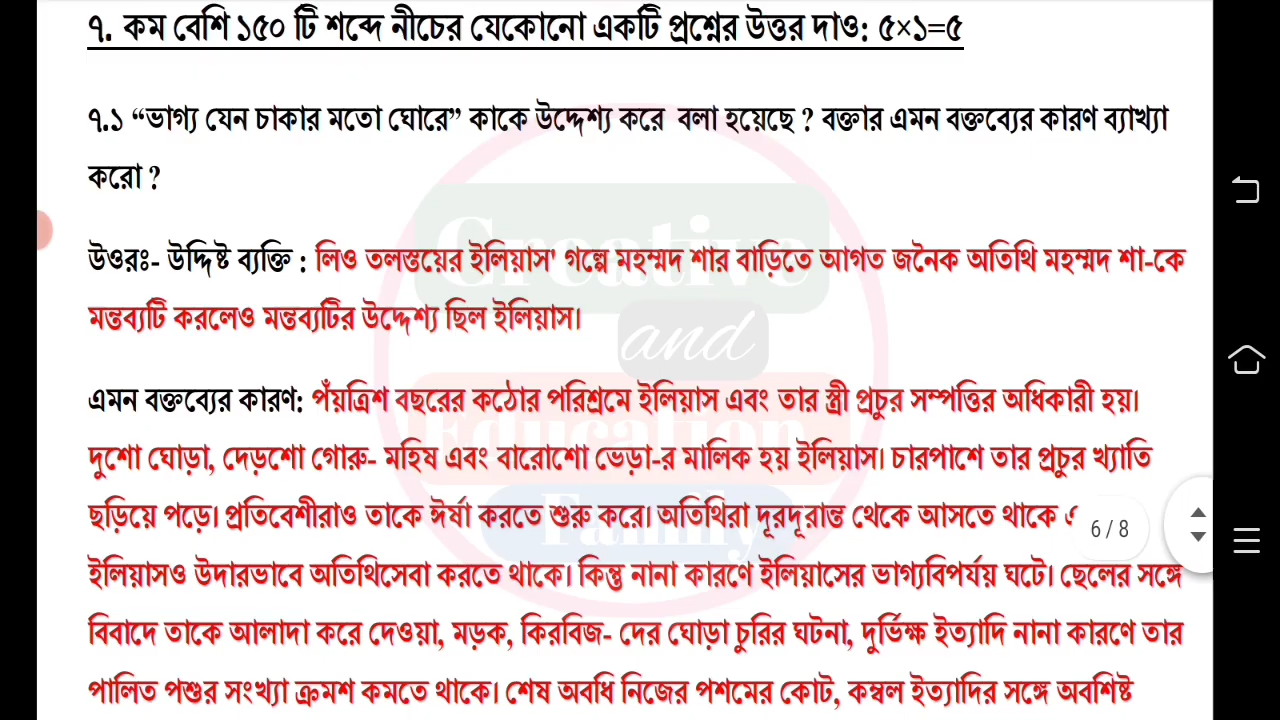 ৭. কম বেশি ১৫০ টি শব্দে নীচের যেকোনো একটি প্রশ্নের উত্তর দাও: ৫×১=৫
৭.১ “ভাগ্য যেন চাকার মতো ঘোরে” কাকে উদ্দেশ্য করে বলা হয়েছে ? বক্তার এমন বক্তব্যের কারণ ব্যাখ্যা
করো ?
উওরঃ- উদ্দিষ্ট ব্যক্তি : লিও তলস্তয়ের ইলিয়াস' গল্পে মহম্মদ শার বাড়িতে আগত জনৈক অতিথি মহম্মদ শা-কে
মন্তব্যটি করলেও মন্তব্যটির উদ্দেশ্য ছিল ইলিয়াস।
এমন বক্তব্যের কারণ: পঁয়ত্রিশ বছরের কঠোর পরিশ্রমে ইলিয়াস এবং তার স্ত্রী প্রচুর সম্পত্তির অধিকারী হয়।
দুশো ঘোড়া, দেড়শো গোরু- মহিষ এবং বারোশো ভেড়া-র মালিক হয় ইলিয়াস। চারপাশে তার প্রচুর খ্যাতি
ছড়িয়ে পড়ে। প্রতিবেশীরাও তাকে ঈর্ষা করতে শুরু করে। অতিথিরা দূরদূরান্ত থেকে আসতে থাকে
6 / 8
ইলিয়াসও উদারভাবে অতিথিসেবা করতে থাকে। কিন্তু নানা কারণে ইলিয়াসের ভাগ্যবিপর্যয় ঘটে। ছেলের সঙ্গে
বিবাদে তাকে আলাদা করে দেওয়া, মড়ক, কিরবিজ- দের ঘোড়া চুরির ঘটনা, দুর্ভিক্ষ ইত্যাদি নানা কারণে তার
পালিত পশুর সংখ্যা ক্রমশ কমতে থাকে। শেষ অবধি নিজের পশমের কোট, কম্বল ইত্যাদির সঙ্গে অবশিষ্ট
Creative
and
Education
Family